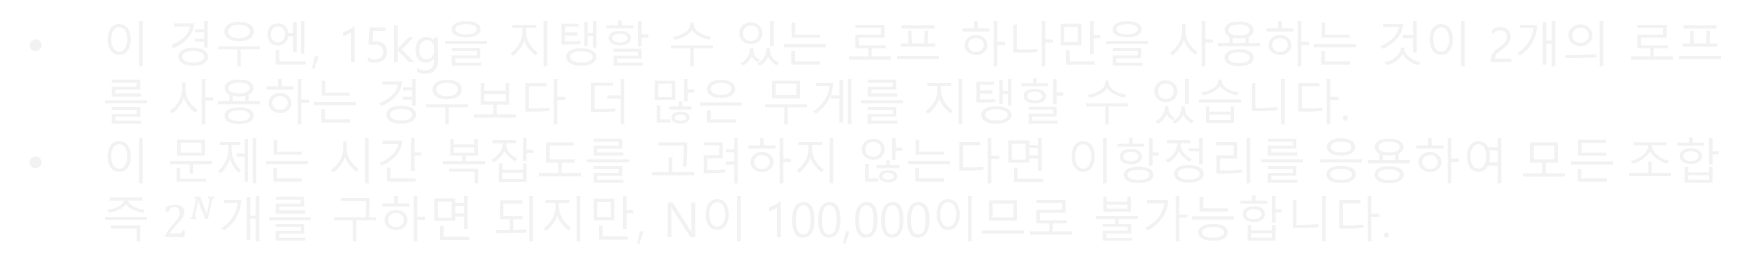 • 이 경우엔, 15kg을 지탱할 수 있는 로프 하나만을 사용하는 것이 2개의 로프
를 사용하는 경우보다 더 많은 무게를 지탱할 수 있습니다.
• 이 문제는 시간 복잡도를 고려하지 않는다면 이항정리를 응용하여 모든 조합
즉 2^N개를 구하면 되지만, N이 100,000이므로 불가능합니다.